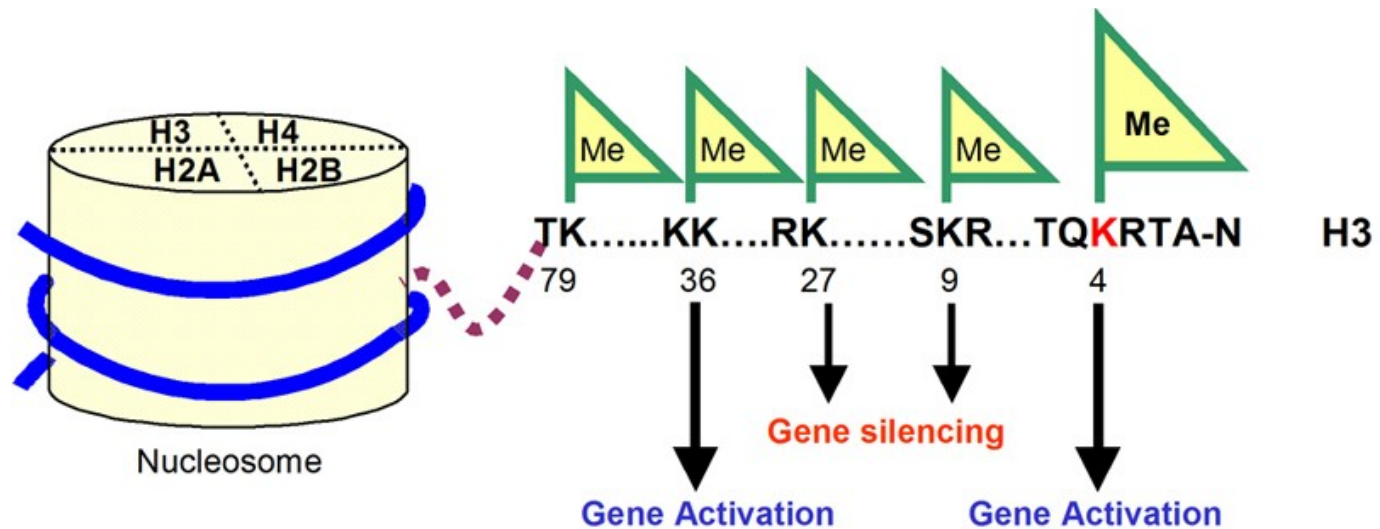 H3 H4
H2A H2B
Nucleosome
Me Me Me Me Me
TK......KK....RK......SKR...TQKRTA-N H3
79 36 27 9 4
Gene silencing
Gene Activation Gene Activation